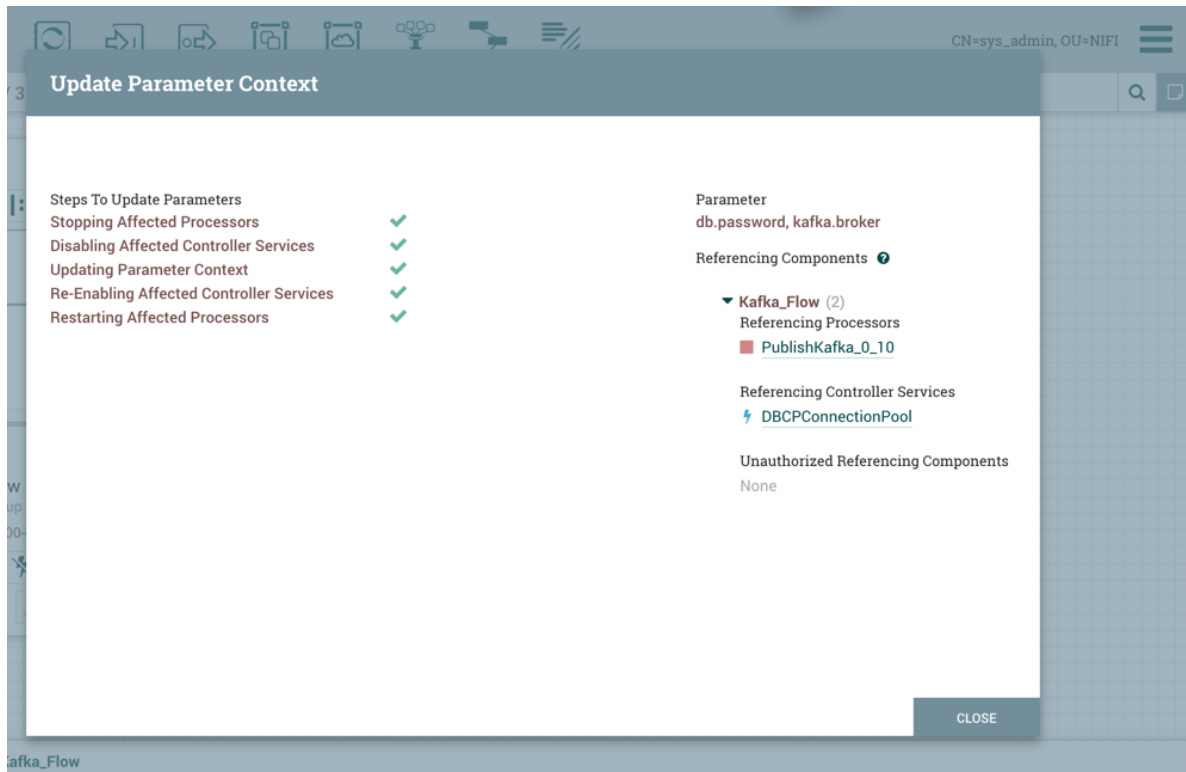 CN=sys_admin, OU=NIFI
Update Parameter Context
/ 3
Steps To Update Parameters
Stopping Affected Processors
Disabling Affected Controller Services
Updating Parameter Context
Re-Enabling Affected Controller Services
Restarting Affected Processors
Parameter
db.password, kafka.broker
Referencing Components
Kafka_Flow (2)
Referencing Processors
PublishKafka_0_10
Referencing Controller Services
DBCPConnectionPool
Unauthorized Referencing Components
None
CLOSE
afka_Flow